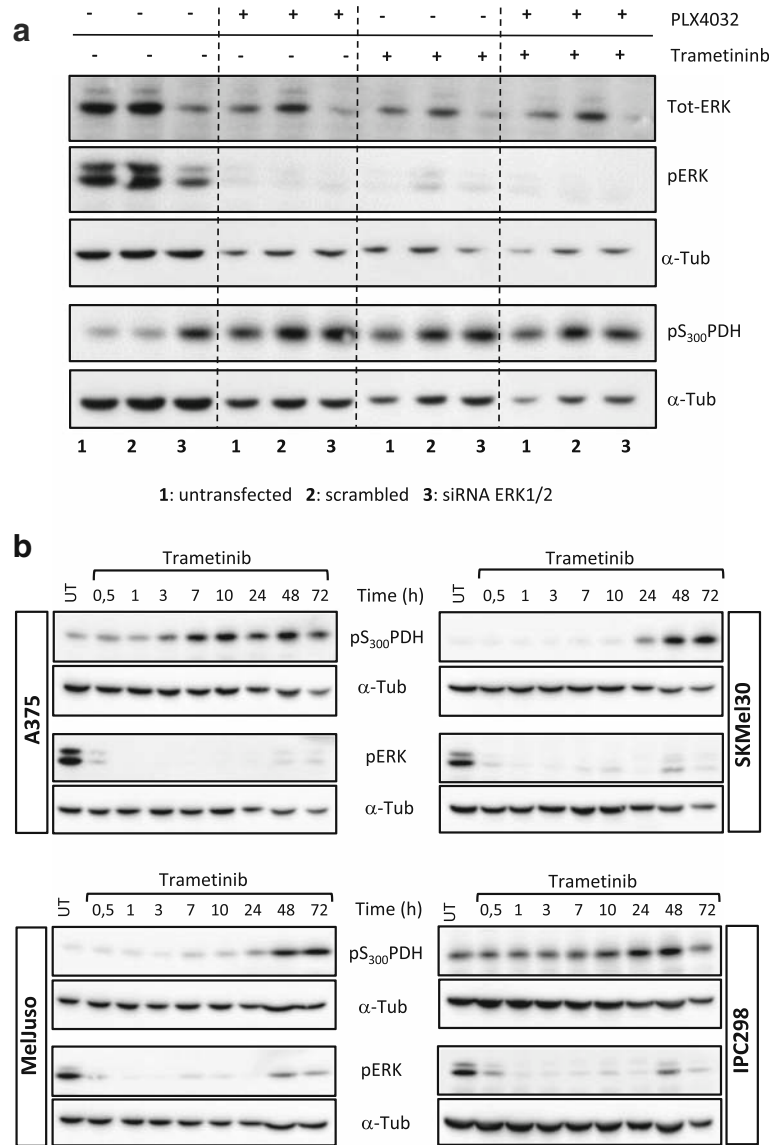 a
- - - + + + - - - + + + PLX4032
- - - - - - + + + + + + Trametininb
Tot-ERK
pERK
α-Tub
pS300PDH
α-Tub
1 2 3 1 2 3 1 2 3 1 2 3
1: untransfected 2: scrambled 3: siRNA ERK1/2
b
Trametinib Trametinib
UT 0,5 1 3 7 10 24 48 72 Time (h) UT 0,5 1 3 7 10 24 48 72
A375 pS300PDH SKMel30
α-Tub
pERK
α-Tub
Trametinib Trametinib
UT 0,5 1 3 7 10 24 48 72 Time (h) UT 0,5 1 3 7 10 24 48 72
MelJuso pS300PDH IPC298
α-Tub
pERK
α-Tub